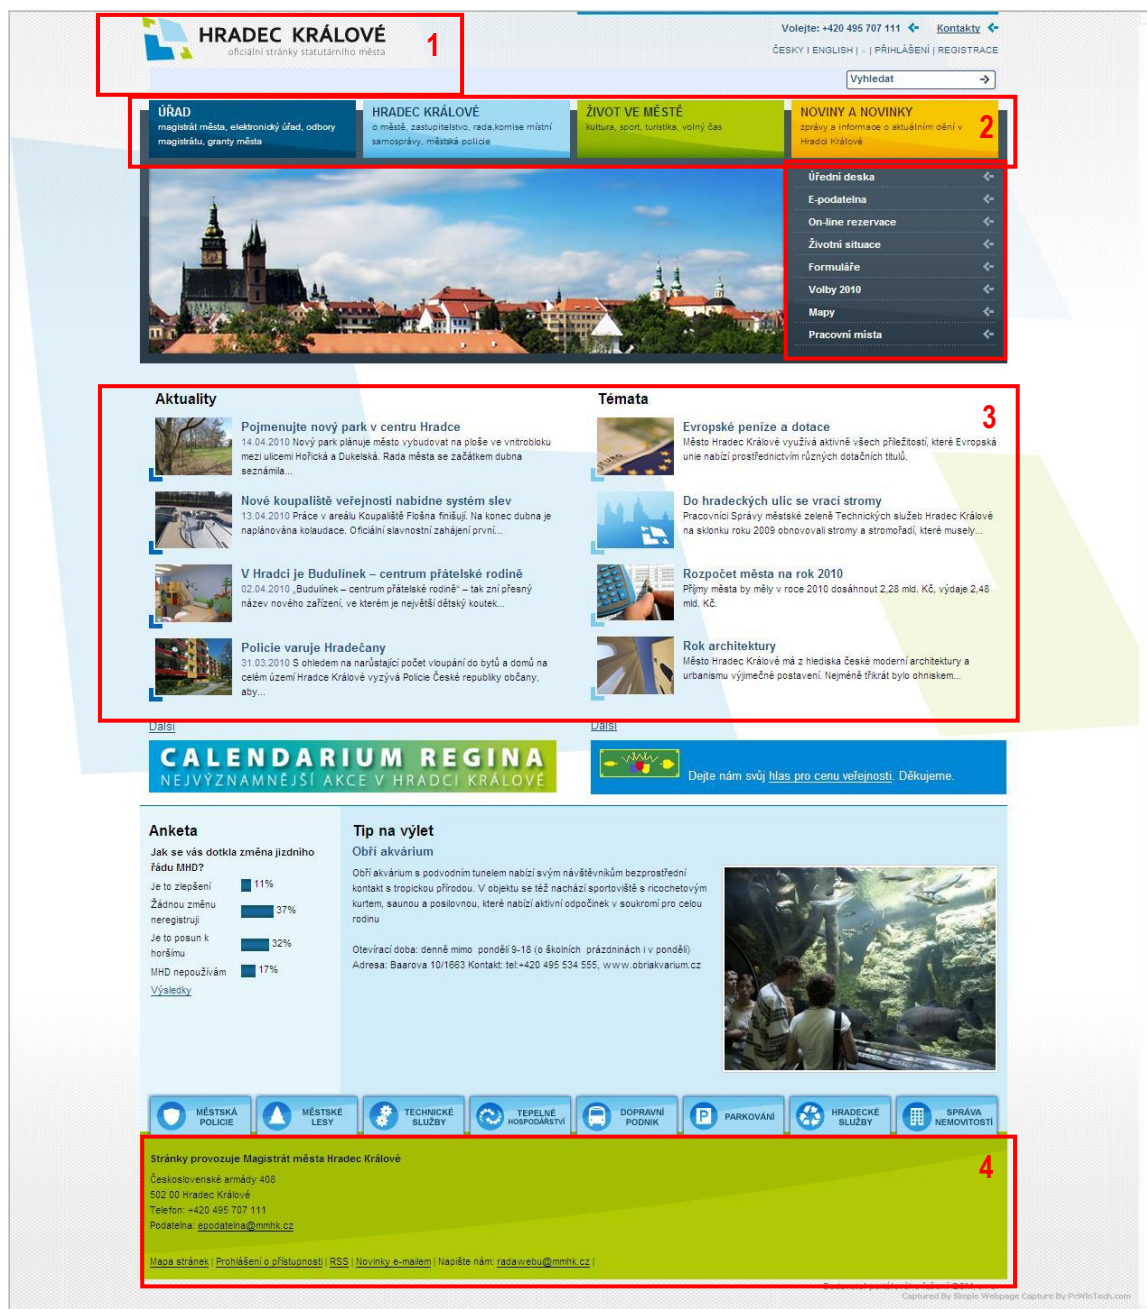 HRADEC KRÁLOVÉ
oficiální stránky statutárního města
1
Volejte: +420 495 707 111 Kontakty
ČESKY I ENGLISH | | PŘIHLÁŠENÍ | REGISTRACE
Vyhledat
ÚŘAD
magistrát města, elektronický úřad, odbory
magistrátu, granty města
HRADEC KRÁLOVÉ
o městě, zastupitelstvo, rada,komise místní
samosprávy, městská policie
ŽIVOT VE MĚSTĚ
kultura, sport, turistika, volný čas
NOVINY A NOVINKY
zprávy a informace o aktuálním dění v
Hradci Králové
2
Úřední deska
E-podatelna
On-line rezervace
Životní situace
Formuláře
Volby 2010
Mapy
Pracovní místa
Aktuality
Pojmenujte nový park v centru Hradce
14.04.2010 Nový park plánuje město vybudovat na ploše ve vnitrobloku
mezi ulicemi Hořická a Dukelská. Rada města se začátkem dubna
seznámila...
Nové koupaliště veřejnosti nabídne systém slev
13.04.2010 Práce v areálu Koupaliště Flošna finišují. Na konec dubna je
naplánována kolaudace. Oficiální slavnostní zahájení první...
V Hradci je Budulínek – centrum přátelské rodině
02.04.2010 „Budulínek – centrum přátelské rodině“ – tak zní přesný
název nového zařízení, ve kterém je největší dětský koutek...
Policie varuje Hradečany
31.03.2010 S ohledem na narůstající počet vloupání do bytů a domů na
celém území Hradce Králové vyzývá Policie České republiky občany,
aby...
Další
Témata
3
Evropské peníze a dotace
Město Hradec Králové využívá aktivně všech příležitostí, které Evropská
unie nabízí prostřednictvím různých dotačních titulů.
Do hradeckých ulic se vrací stromy
Pracovníci Správy městské zeleně Technických služeb Hradec Králové
na sklonku roku 2009 obnovovali stromy a stromořadí, které musely...
Rozpočet města na rok 2010
Příjmy města by měly v roce 2010 dosáhnout 2,28 mld. Kč, výdaje 2,48
mld. Kč.
Rok architektury
Město Hradec Králové má z hlediska české moderní architektury a
urbanismu výjimečné postavení. Nejméně třikrát bylo ohniskem...
Další
CALENDARIUM REGINA
NEJVÝZNAMNĚJŠÍ AKCE V HRADCI KRÁLOVÉ
Dejte nám svůj hlas pro cenu veřejnosti. Děkujeme.
Anketa
Jak se vás dotkla změna jizdního
řádu MHD?
Je to zlepšení 11%
Žádnou změnu
neregistruji 37%
Je to posun k
horšímu 32%
MHD nepoužívám 17%
Výsledky
Tip na výlet
Obří akvárium
Obří akvárium s podvodním tunelem nabízí svým návštěvníkům bezprostřední
kontakt s tropickou přírodou. V objektu se též nachází sportoviště s ricochetovým
kurtem, saunou a posilovnou, které nabízí aktivní odpočinek v soukromí pro celou
rodinu
Otevírací doba: denně mimo pondělí 9-18 (o školních prázdninách i v pondělí)
Adresa: Baarova 10/1663 Kontakt: tel:+420 495 534 555, www.obriakvarium.cz
MĚSTSKÁ
POLICIE
MĚSTSKÉ
LESY
TECHNICKÉ
SLUŽBY
TEPELNÉ
HOSPODÁŘSTVÍ
DOPRAVNÍ
PODNIK
PARKOVÁNÍ
HRADECKÉ
SLUŽBY
SPRÁVA
NEMOVITOSTÍ
Stránky provozuje Magistrát města Hradec Králové
4
Československé armády 408
502 00 Hradec Králové
Telefon: +420 495 707 111
Podatelna: epodatelna@mmhk.cz
Mapa stránek | Prohlášení o přístupnosti | RSS | Novinky e-mailem | Napište nám: radawebu@mmhk.cz |
Captured By Simple Webpage Capture By PcWinTech.com